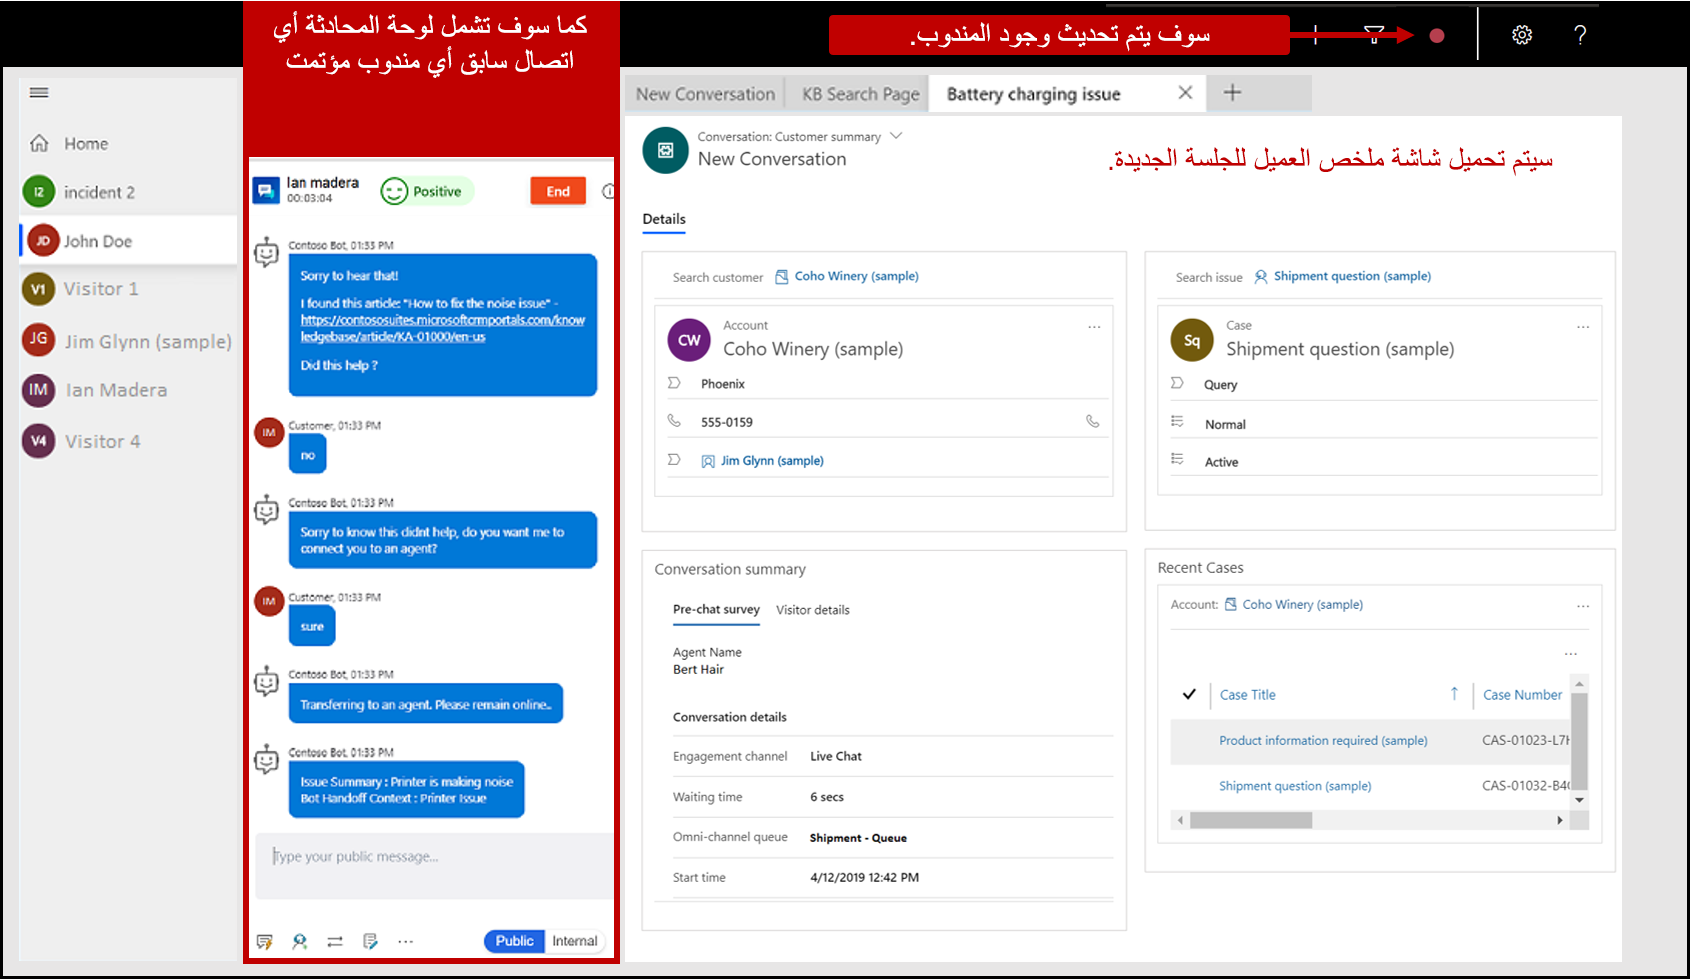 كما سوف تشمل لوحة المحادثة أي
اتصال سابق أي مندوب مؤتمت
سوف يتم تحديث وجود المندوب.
?
Home
I2 incident 2
JD John Doe
V1 Visitor 1
JG Jim Glynn (sample)
IM Ian Madera
V4 Visitor 4
Ian madera
00:03:04
Positive
End
Contoso Bot, 01:33 PM
Sorry to hear that!
I found this article: "How to fix the noise issue" -
https://contososuites.microsoftcrmportals.com/know
ledgebase/article/KA-01000/en-us
Did this help ?
Customer, 01:33 PM
IM
no
Contoso Bot, 01:33 PM
Sorry to know this didnt help, do you want me to
connect you to an agent?
Customer, 01:33 PM
IM
sure
Contoso Bot, 01:33 PM
Transferring to an agent. Please remain online..
Contoso Bot, 01:33 PM
Issue Summary : Printer is making noise
Bot Handoff Context : Printer Issue
Type your public message...
Public Internal
New Conversation
KB Search Page
Battery charging issue
Conversation: Customer summary
New Conversation
سيتم تحميل شاشة ملخص العميل للجلسة الجديدة.
Details
Search customer Coho Winery (sample)
CW
Account
Coho Winery (sample)
Phoenix
555-0159
Jim Glynn (sample)
Search issue Shipment question (sample)
Sq
Case
Shipment question (sample)
Query
Normal
Active
Conversation summary
Pre-chat survey Visitor details
Agent Name
Bert Hair
Conversation details
Engagement channel Live Chat
Waiting time 6 secs
Omni-channel queue Shipment - Queue
Start time 4/12/2019 12:42 PM
Recent Cases
Account: Coho Winery (sample)
Case Title Case Number
Product information required (sample) CAS-01023-L7
Shipment question (sample) CAS-01032-B4